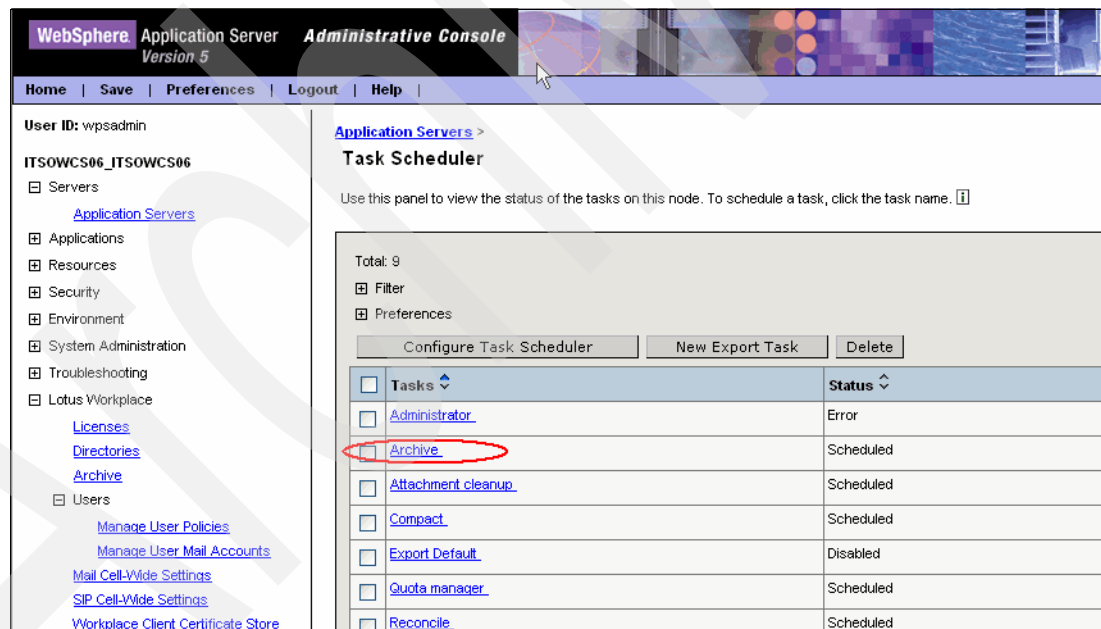 WebSphere. Application Server Administrative Console
Version 5
Home | Save | Preferences | Logout | Help |
User ID: wpsadmin
ITSOWCS06_ITSOWCS06
Servers
Application Servers
Applications
Resources
Security
Environment
System Administration
Troubleshooting
Lotus Workplace
Licenses
Directories
Archive
Users
Manage User Policies
Manage User Mail Accounts
Mail Cell-Wide Settings
SIP Cell-Wide Settings
Workplace Client Certificate Store
Application Servers >
Task Scheduler
Use this panel to view the status of the tasks on this node. To schedule a task, click the task name. i
Total: 9
Filter
Preferences
Configure Task Scheduler New Export Task Delete
Tasks Status
Administrator Error
Archive Scheduled
Attachment cleanup Scheduled
Compact Scheduled
Export Default Disabled
Quota manager Scheduled
Reconcile Scheduled